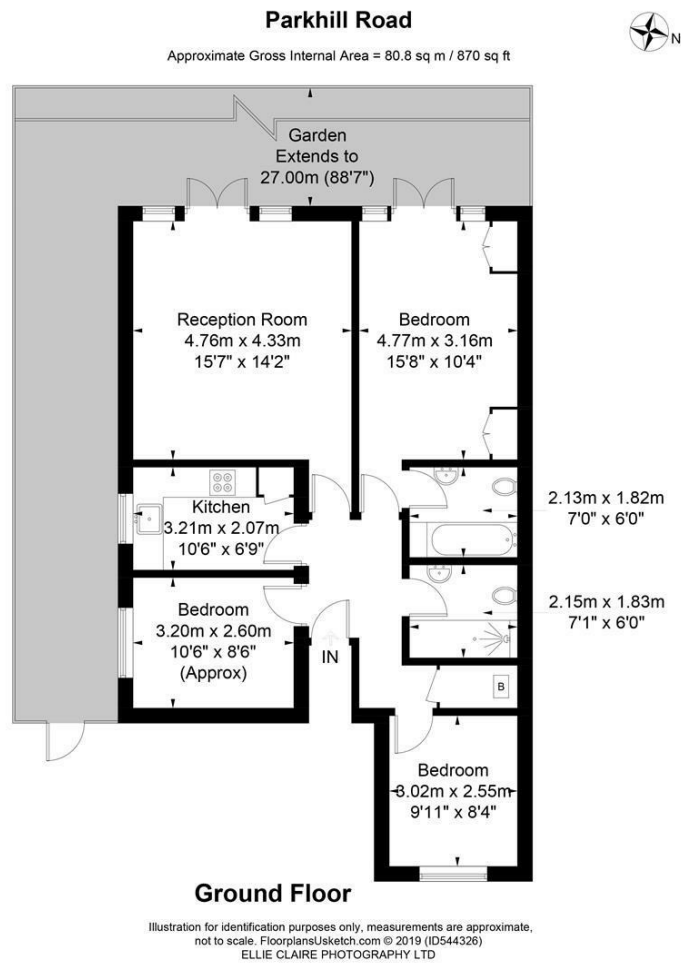 Parkhill Road
Approximate Gross Internal Area = 80.8 sq m / 870 sq ft
N
Garden
Extends to
27.00m (88'7")
Reception Room
4.76m x 4.33m
15'7" x 14'2"
Bedroom
4.77m x 3.16m
15'8" x 10'4"
Kitchen
3.21m x 2.07m
10'6" x 6'9"
2.13m x 1.82m
7'0" x 6'0"
Bedroom
3.20m x 2.60m
10'6" x 8'6"
(Approx)
2.15m x 1.83m
7'1" x 6'0"
IN
B
Bedroom
3.02m x 2.55m
9'11" x 8'4"
Ground Floor
Illustration for identification purposes only, measurements are approximate,
not to scale. FloorplansUsketch.com © 2019 (ID544326)
ELLIE CLAIRE PHOTOGRAPHY LTD